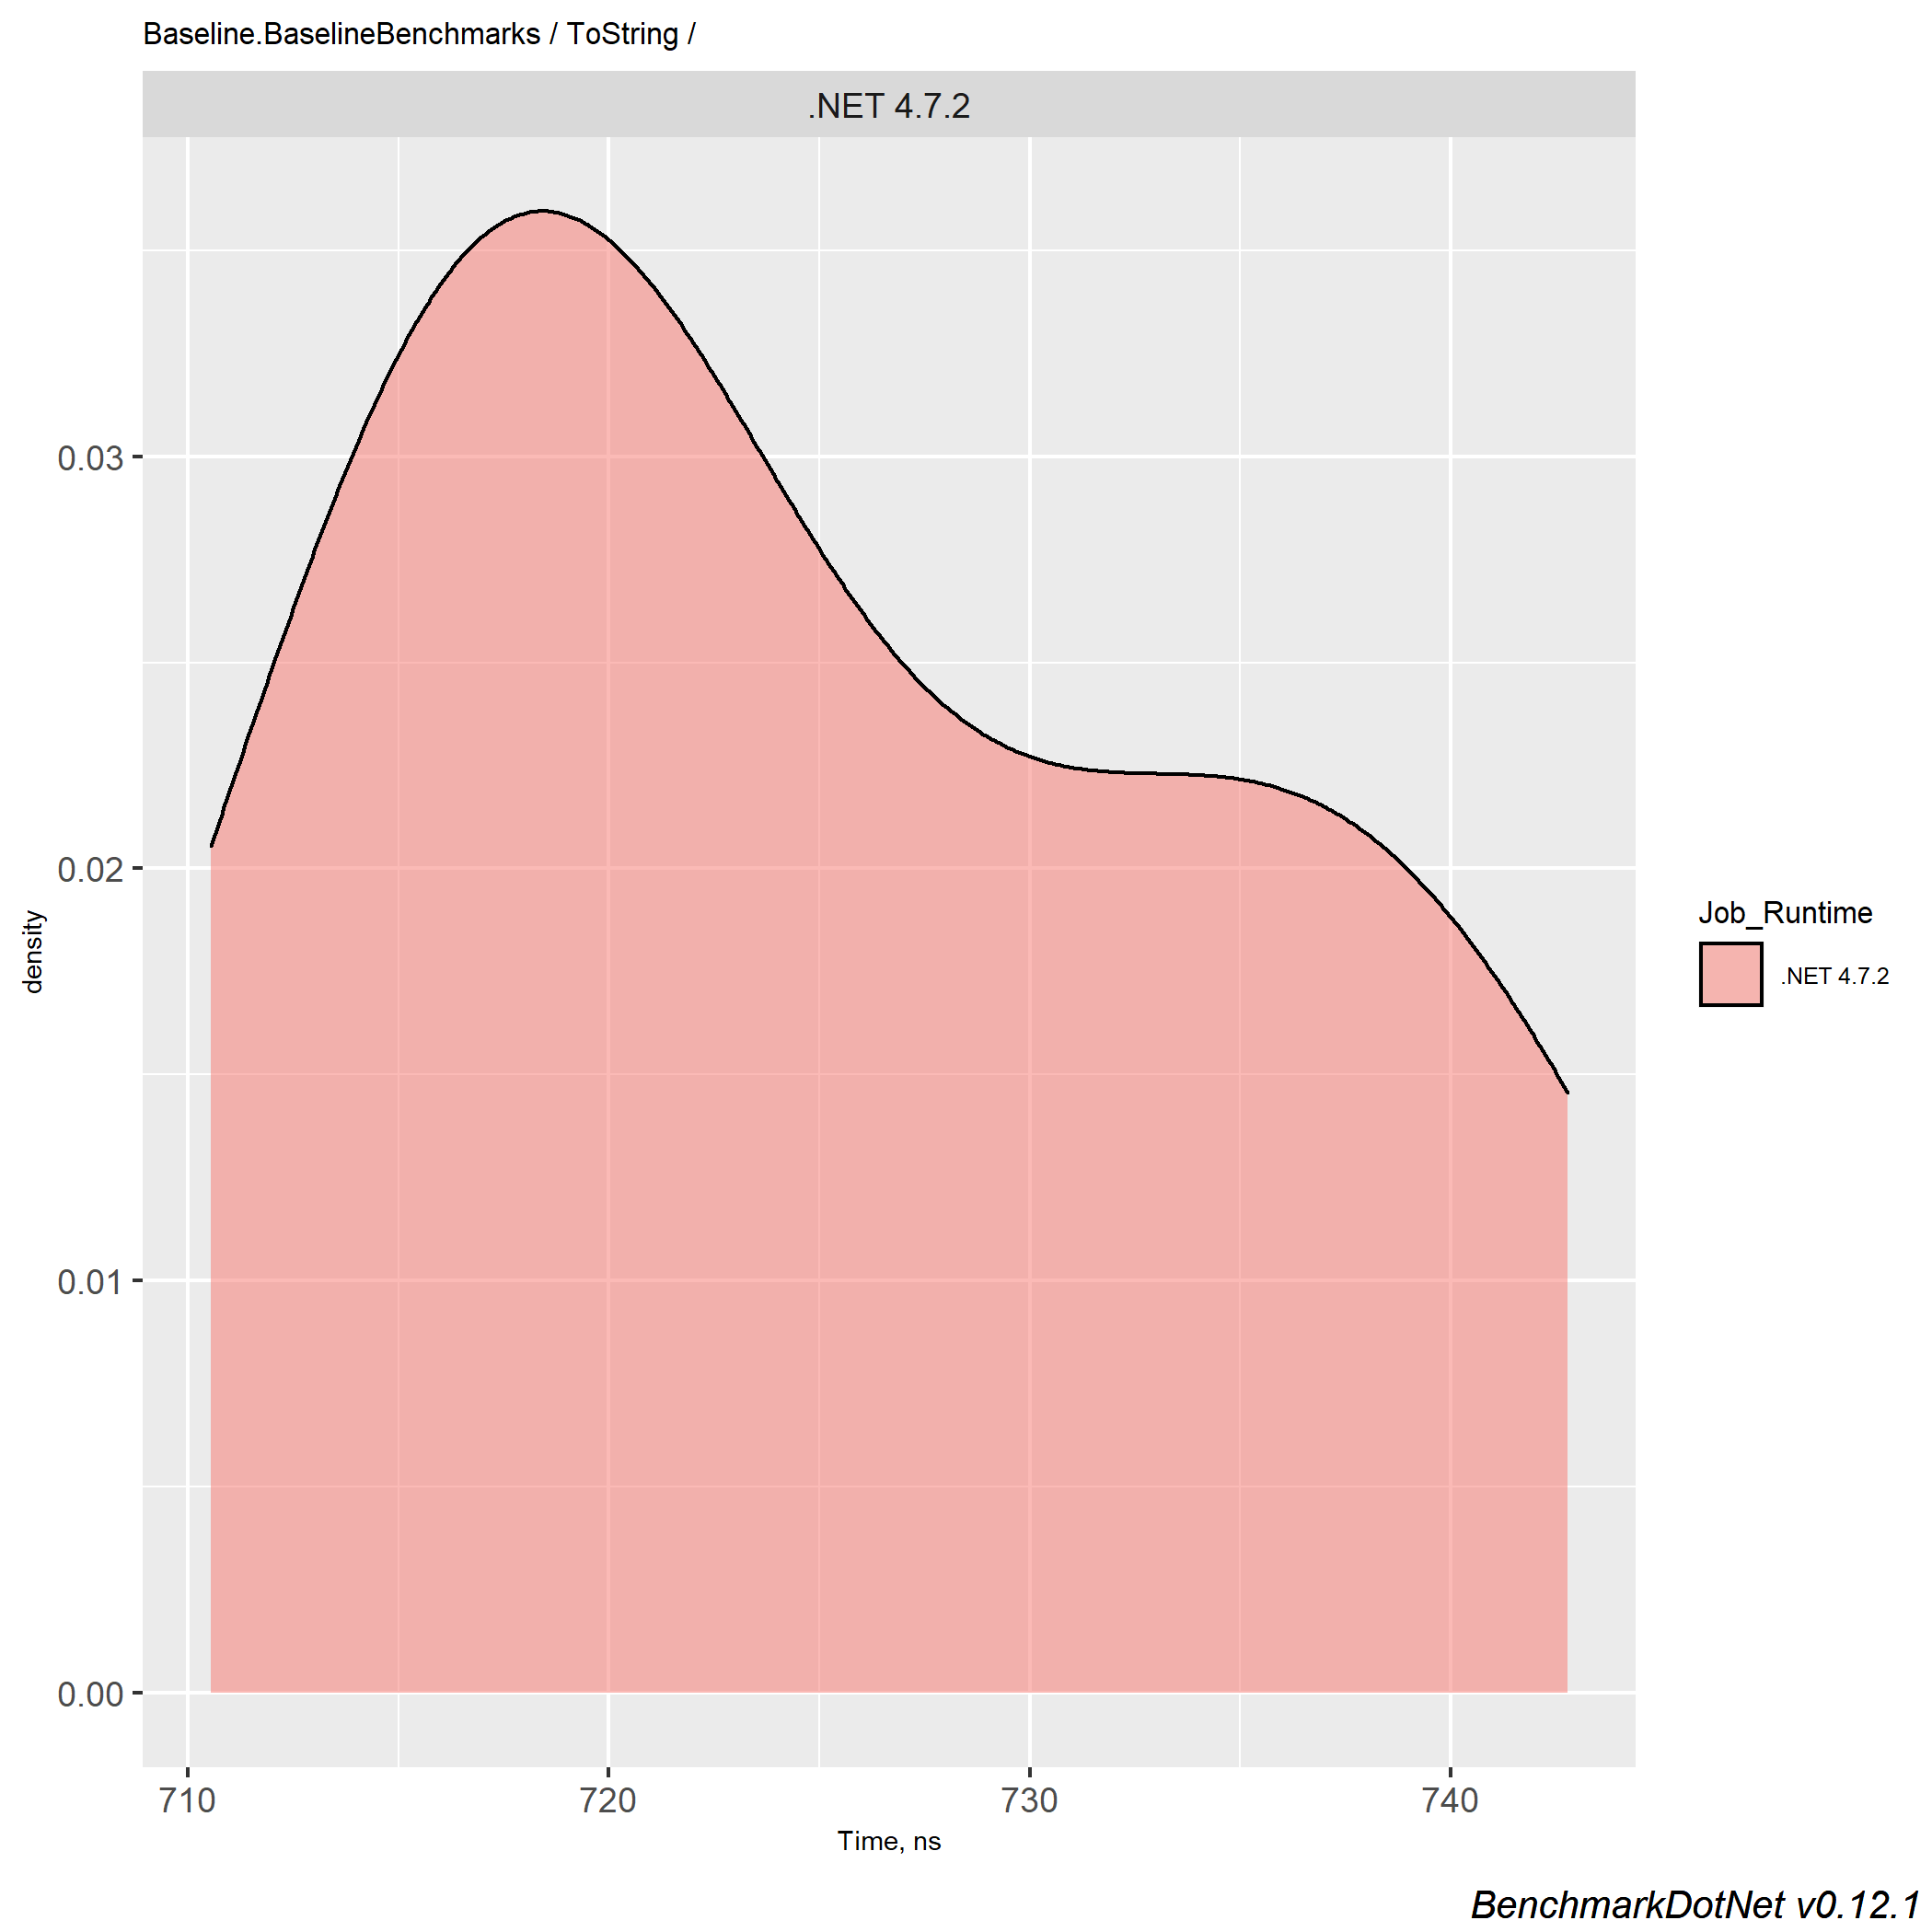 Baseline.BaselineBenchmarks / ToString /
.NET 4.7.2
0.03
0.02
0.01
0.00
density
710 720 730 740
Time, ns
Job_Runtime
.NET 4.7.2
BenchmarkDotNet v0.12.1